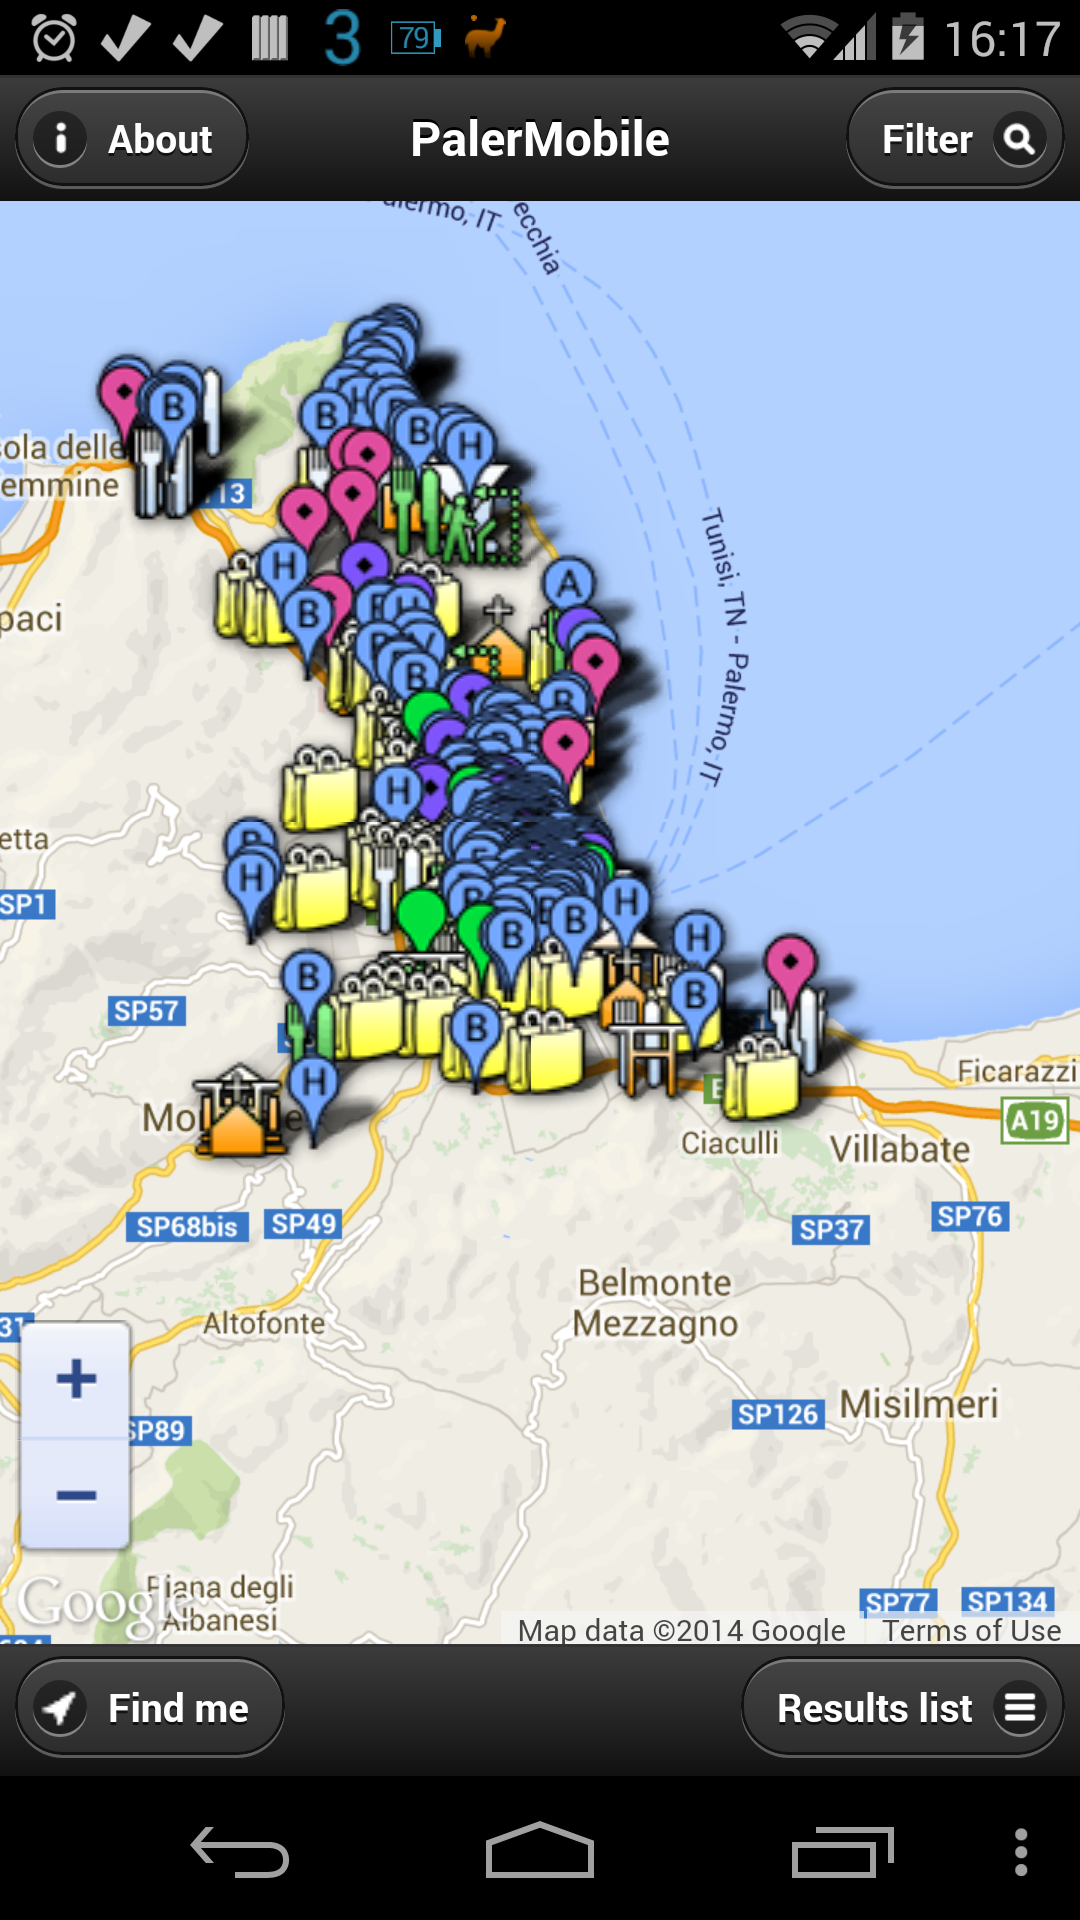 3 79 16:17
About PalerMobile Filter
alermo, IT
ecchia
B H
B
B H
ola delle
emmine
13
Tunisi, TN - Palermo, IT
H A
B
paci
B
B
H
etta
B
H
SP1
H
B B
H
B
B
SP57
B
H
Ficarazzi
A19
Ciaculli Villabate
SP68bis SP49
SP76
SP37
Belmonte
Mezzagno
Altofonte
31
SP126 Misilmeri
+
SP89
−
Piana degli
Albanesi
Google
SP77 SP134
Map data ©2014 Google Terms of Use
Find me Results list